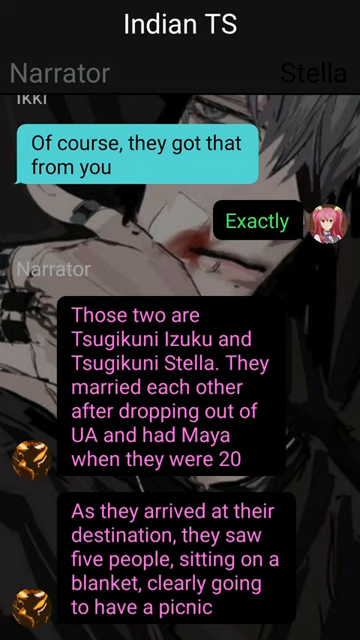 Indian TS
Narrator
Stella
Ikki
Of course, they got that
from you
Exactly
Narrator
Those two are
Tsugikuni Izuku and
Tsugikuni Stella. They
married each other
after dropping out of
UA and had Maya
when they were 20
As they arrived at their
destination, they saw
five people, sitting on a
blanket, clearly going
to have a picnic